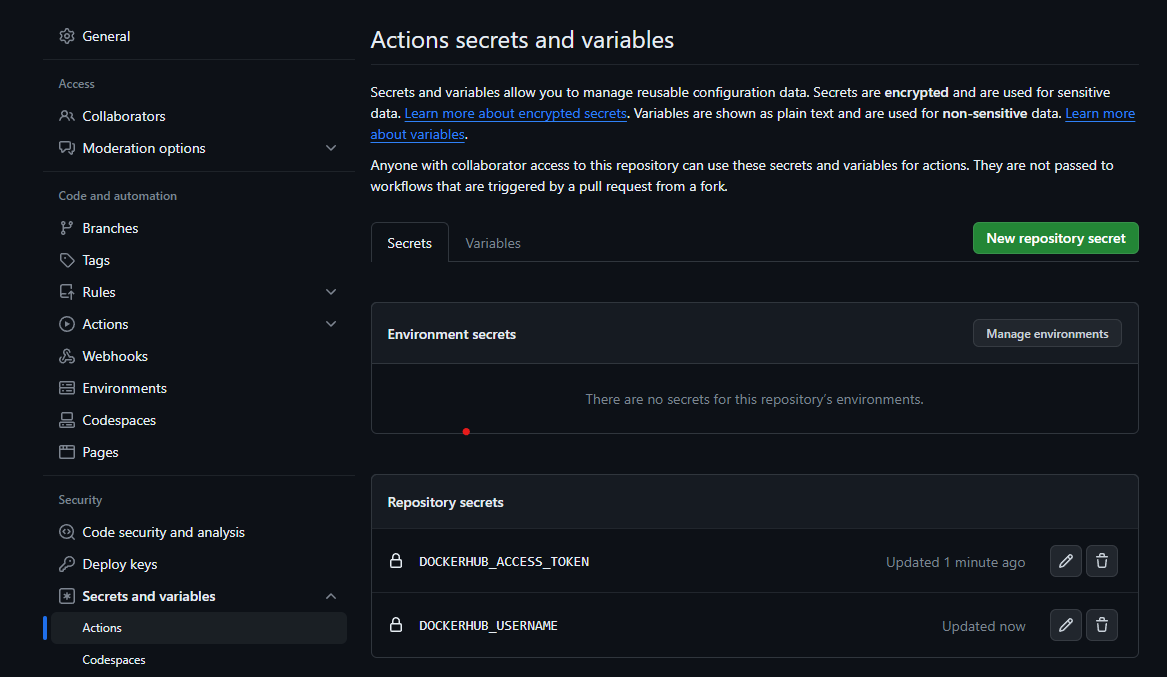 General
Access
Collaborators
Moderation options
Code and automation
Branches
Tags
Rules
Actions
Webhooks
Environments
Codespaces
Pages
Security
Code security and analysis
Deploy keys
Secrets and variables
Actions
Codespaces
Actions secrets and variables
Secrets and variables allow you to manage reusable configuration data. Secrets are encrypted and are used for sensitive
data. Learn more about encrypted secrets. Variables are shown as plain text and are used for non-sensitive data. Learn more
about variables.
Anyone with collaborator access to this repository can use these secrets and variables for actions. They are not passed to
workflows that are triggered by a pull request from a fork.
Secrets Variables New repository secret
Environment secrets Manage environments
There are no secrets for this repository's environments.
Repository secrets
DOCKERHUB_ACCESS_TOKEN Updated 1 minute ago
DOCKERHUB_USERNAME Updated now